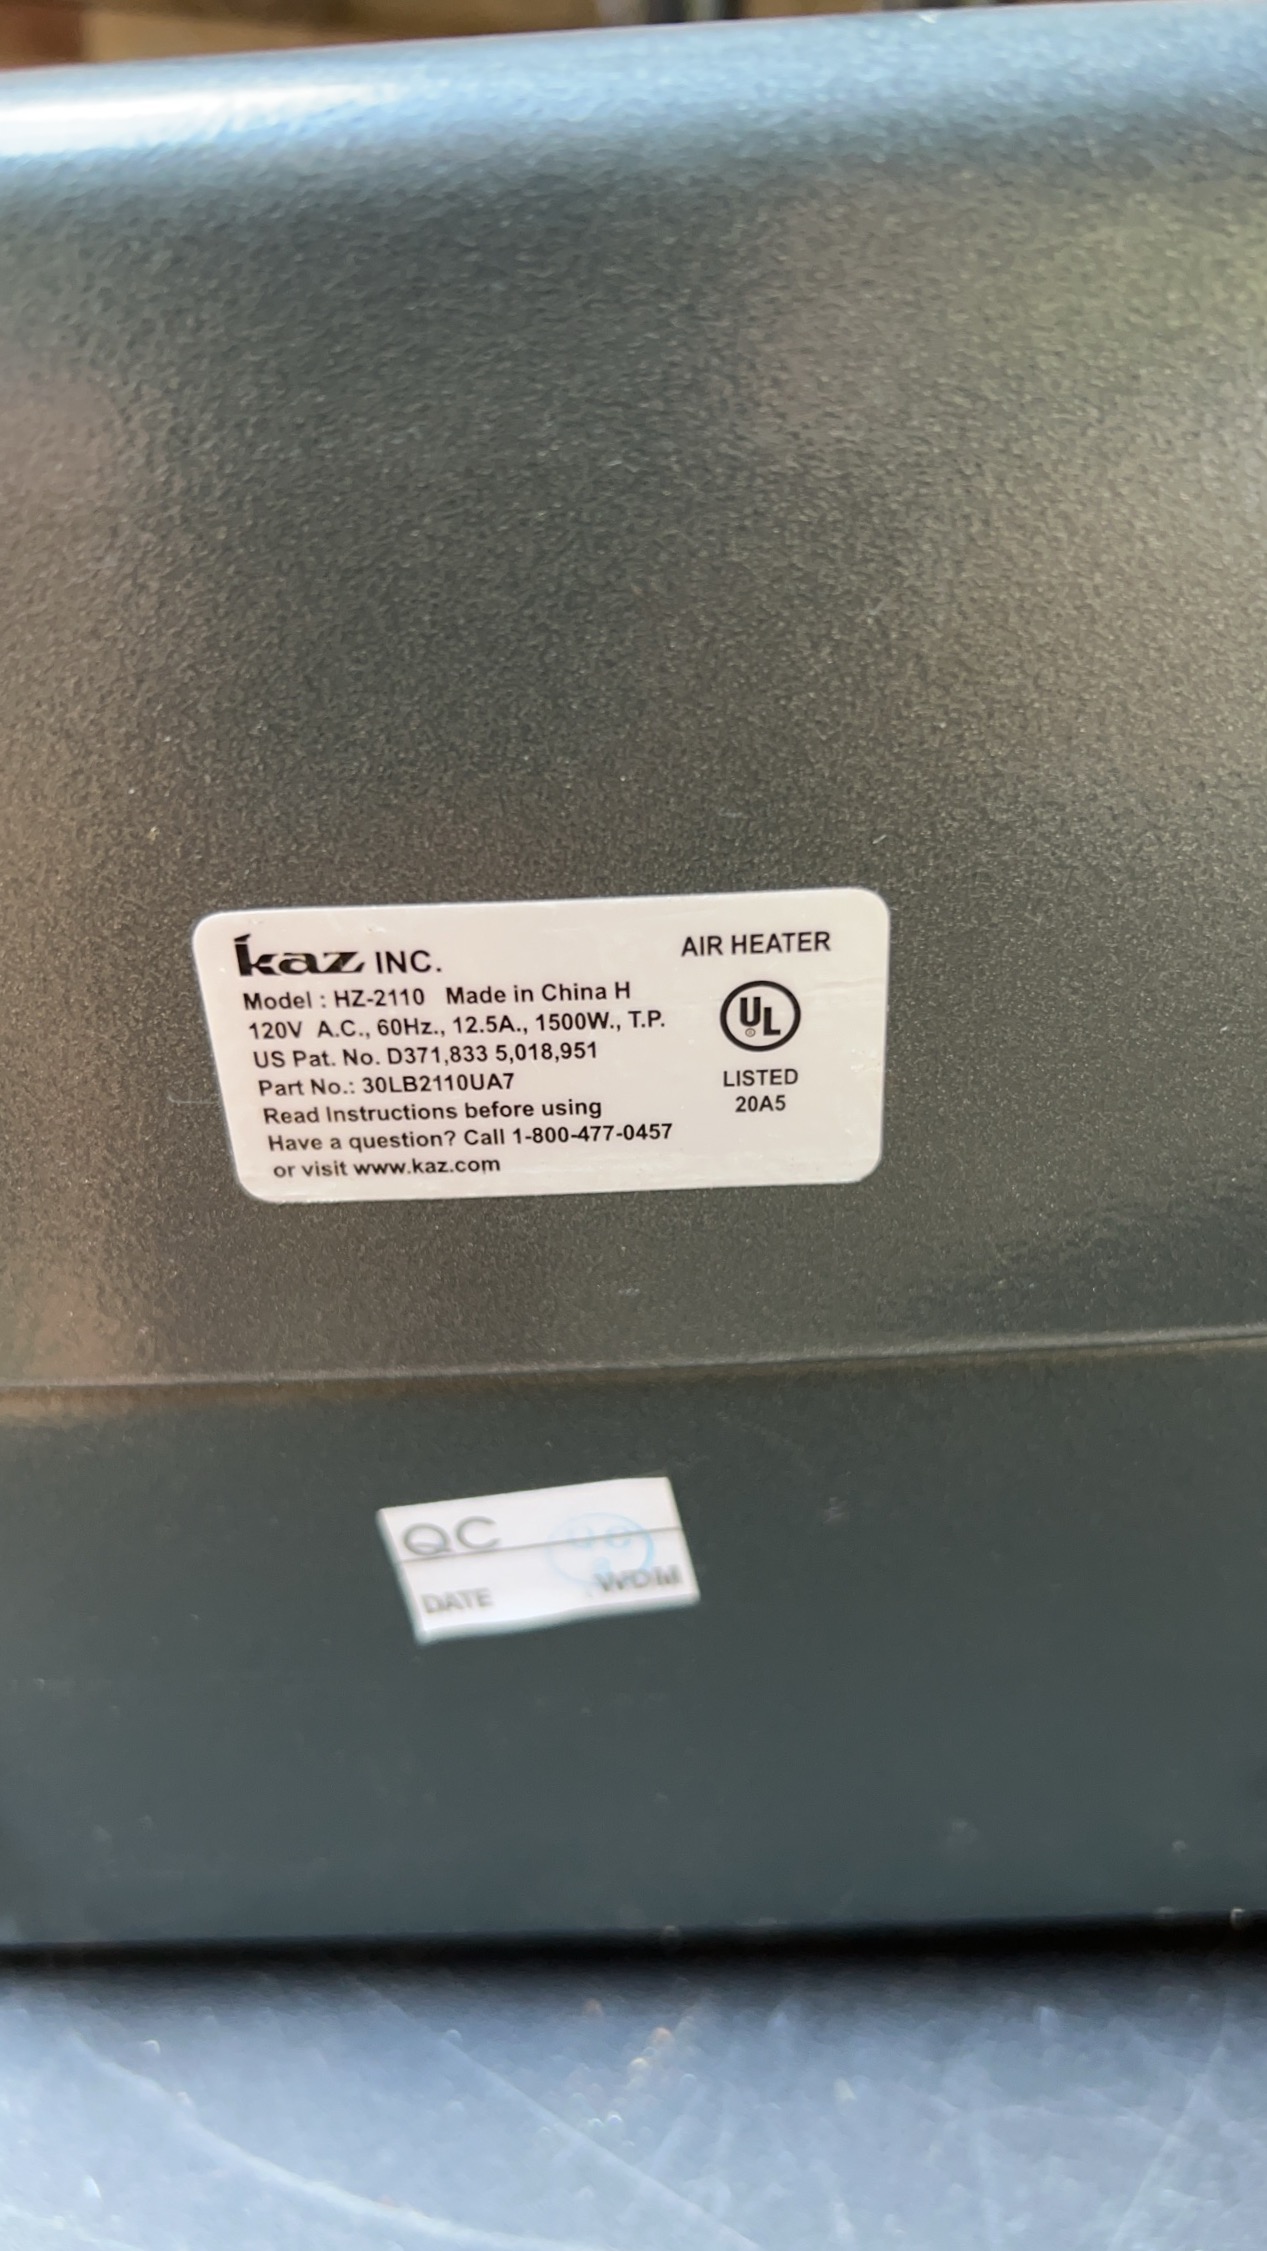 kaz INC.
AIR HEATER
Model : HZ-2110 Made in China H
120V A.C., 60Hz., 12.5A., 1500W., T.P.
US Pat. No. D371,833 5,018,951
Part No.: 30LB2110UA7
Read Instructions before using
Have a question? Call 1-800-477-0457
or visit www.kaz.com
UL
LISTED
20A5
QC
DATE